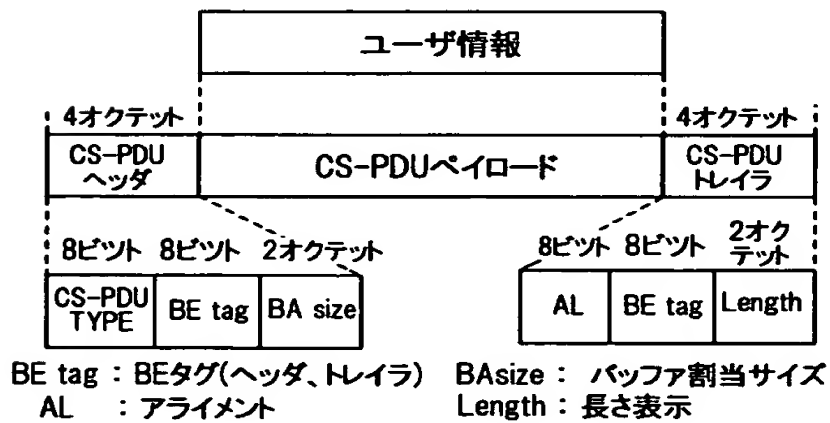 ユーザ情報
4オクテット
4オクテット
CS-PDU
ヘッダ
CS-PDUペイロード
CS-PDU
トレイラ
8ビット 8ビット 2オクテット
8ビット 8ビット 2オク
テット
CS-PDU
TYPE
BE tag
BA size
AL
BE tag
Length
BE tag : BEタグ(ヘッダ、トレイラ) BAsize : バッファ割当サイズ
AL : アライメント Length : 長さ表示